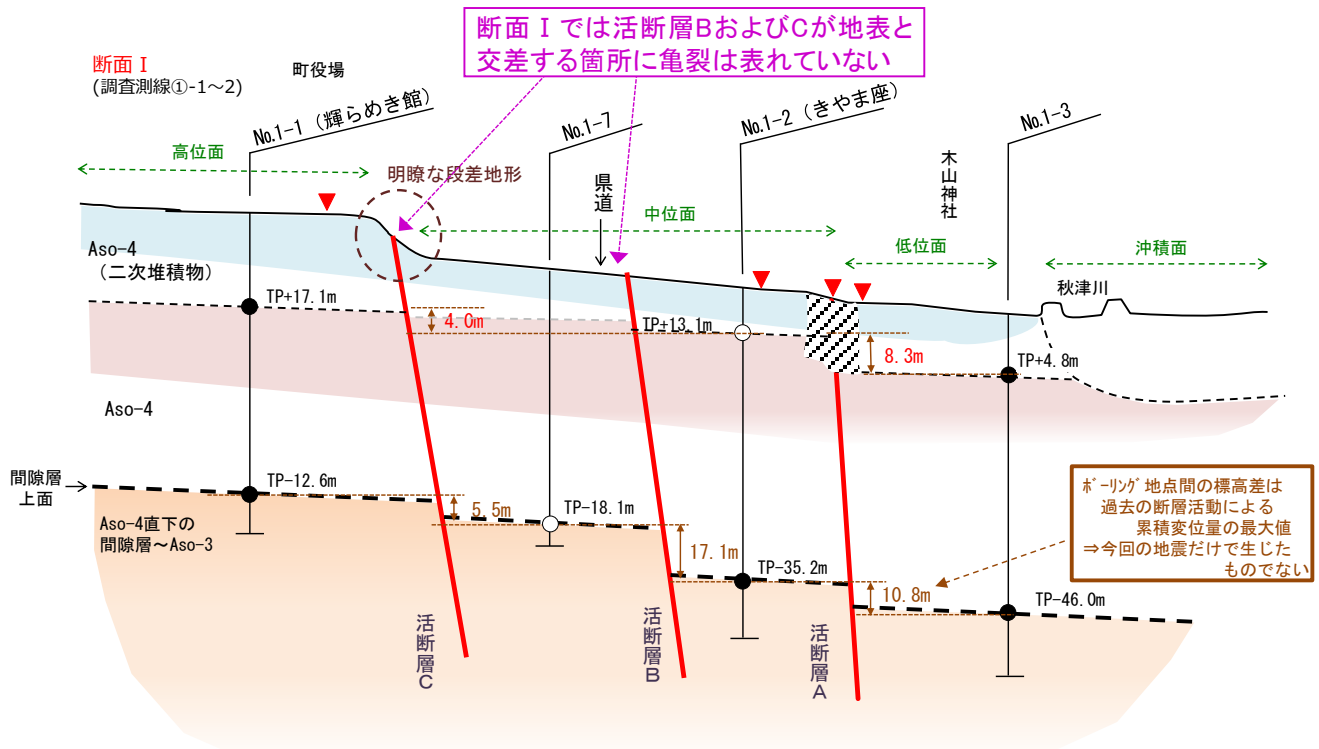 断面Ⅰでは活断層BおよびCが地表と
交差する箇所に亀裂は表れていない
断面Ⅰ
(調査測線①-1～2)
町役場
No.1-1（輝らめき館）
No.1-7
No.1-2（きやま座）
No.1-3
高位面
明瞭な段差地形
県道
中位面
木山神社
低位面
沖積面
秋津川
Aso-4
（二次堆積物）
TP+17.1m
4.0m
TP+13.1m
8.3m
TP+4.8m
Aso-4
間隙層
上面
TP-12.6m
5.5m
TP-18.1m
17.1m
TP-35.2m
10.8m
TP-46.0m
Aso-4直下の
間隙層～Aso-3
ﾎﾞｰﾘﾝｸﾞ地点間の標高差は
過去の断層活動による
累積変位量の最大値
⇒今回の地震だけで生じた
ものでない
活断層C
活断層B
活断層A